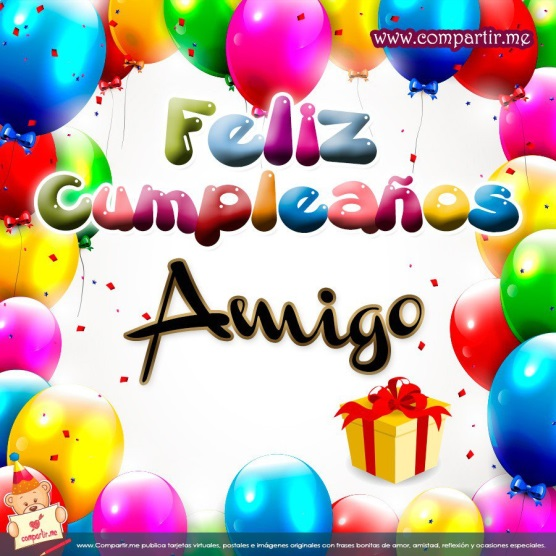 www.compartir.me
Feliz
Cumpleaños
Amigo
compartir.me
www.Compartir.me publica tarjetas virtuales, postales e imágenes originales con frases bonitas de amor, amistad, reflexión y ocasiones especiales.